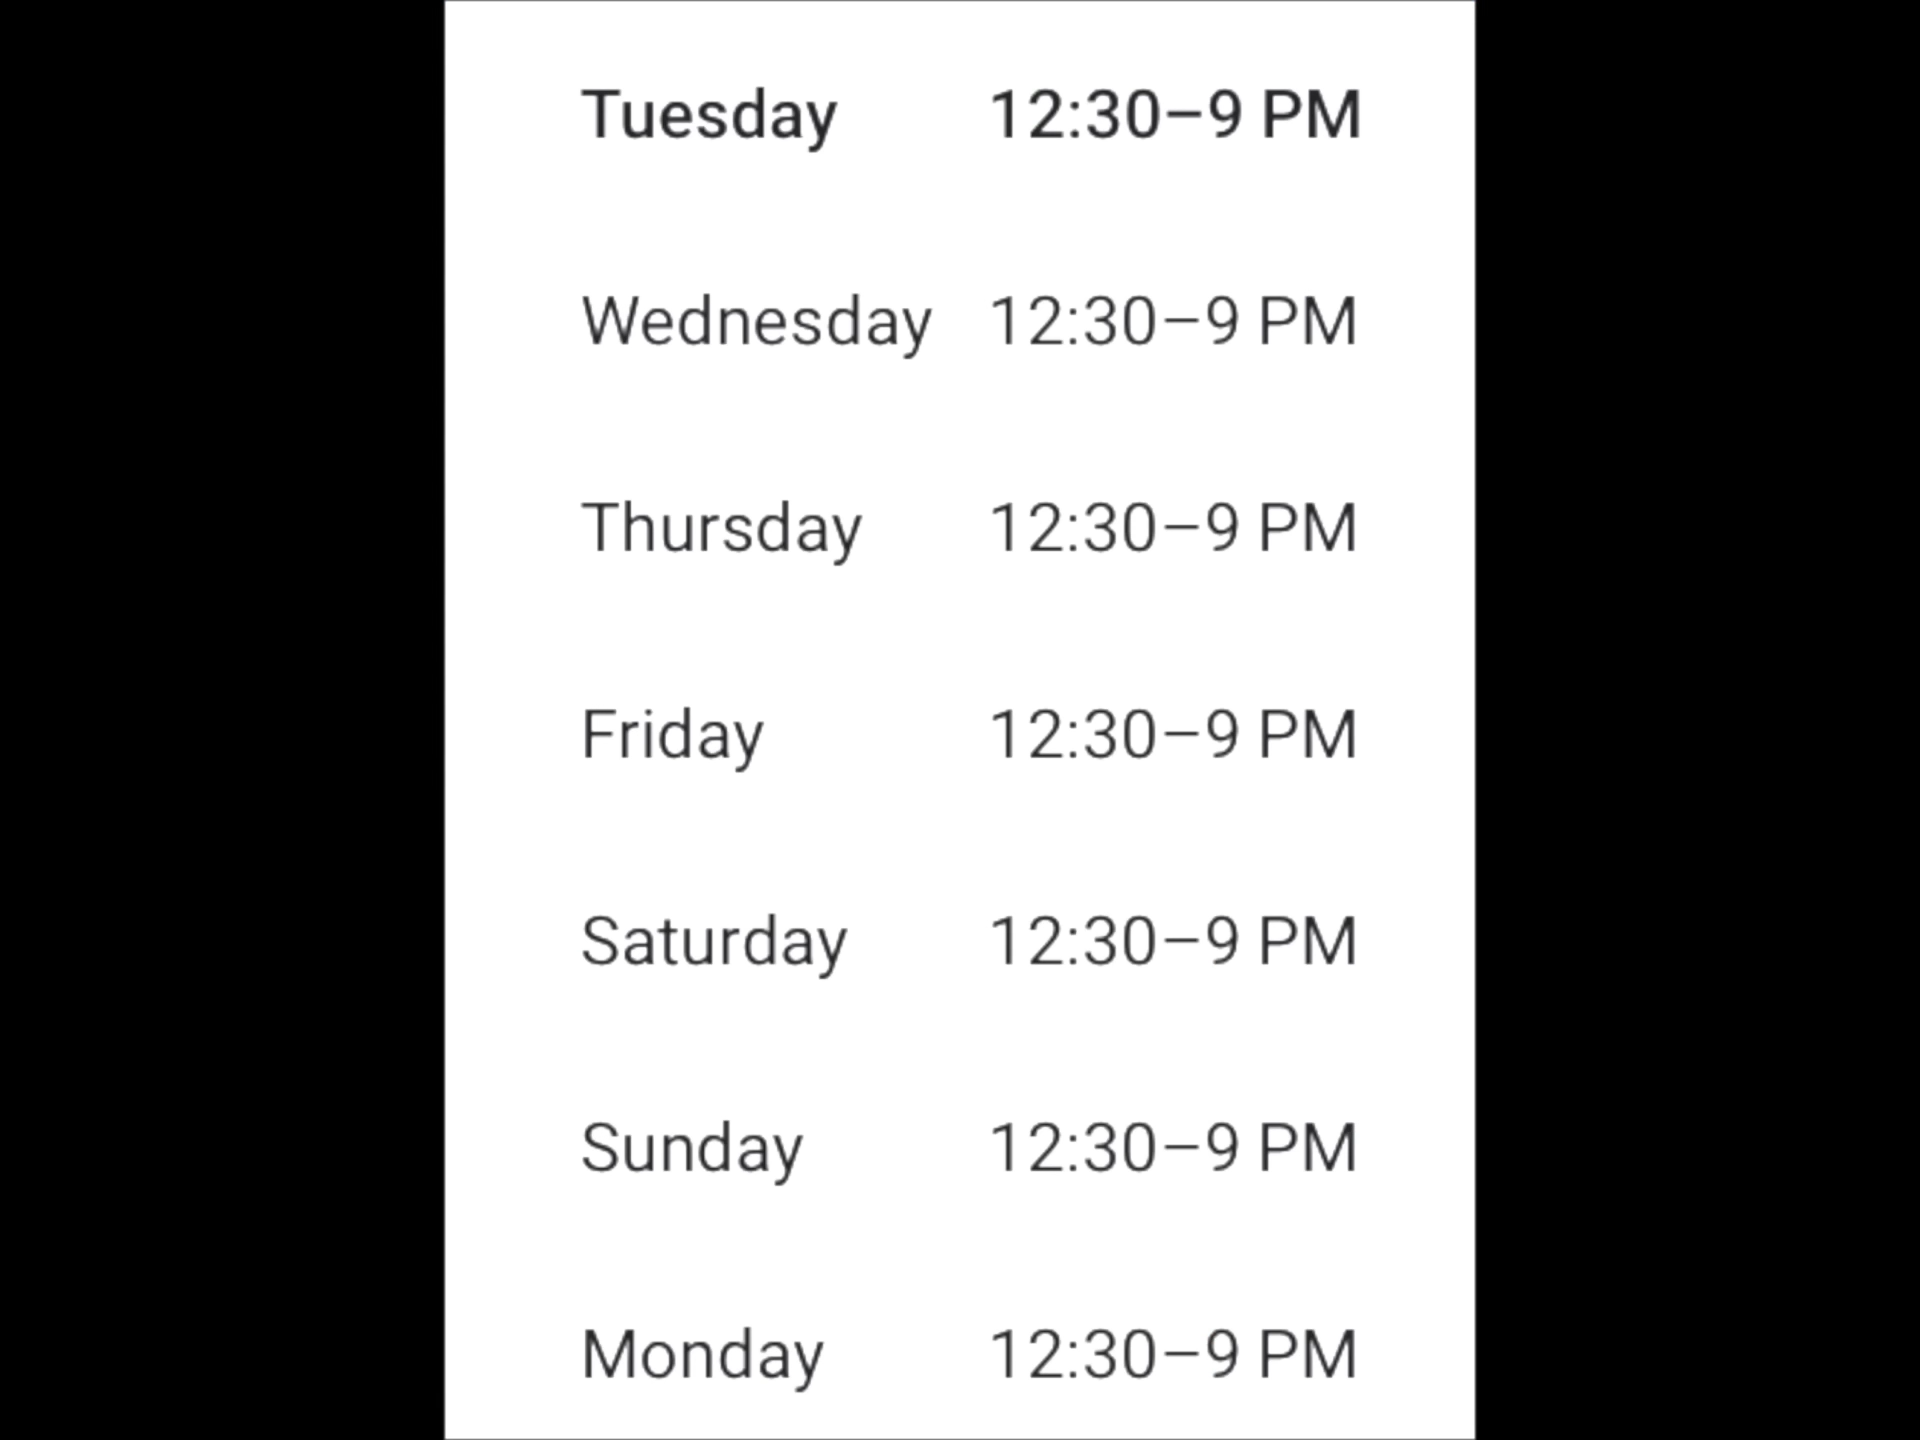 Tuesday 12:30–9 PM
Wednesday 12:30–9 PM
Thursday 12:30–9 PM
Friday 12:30–9 PM
Saturday 12:30–9 PM
Sunday 12:30–9 PM
Monday 12:30–9 PM